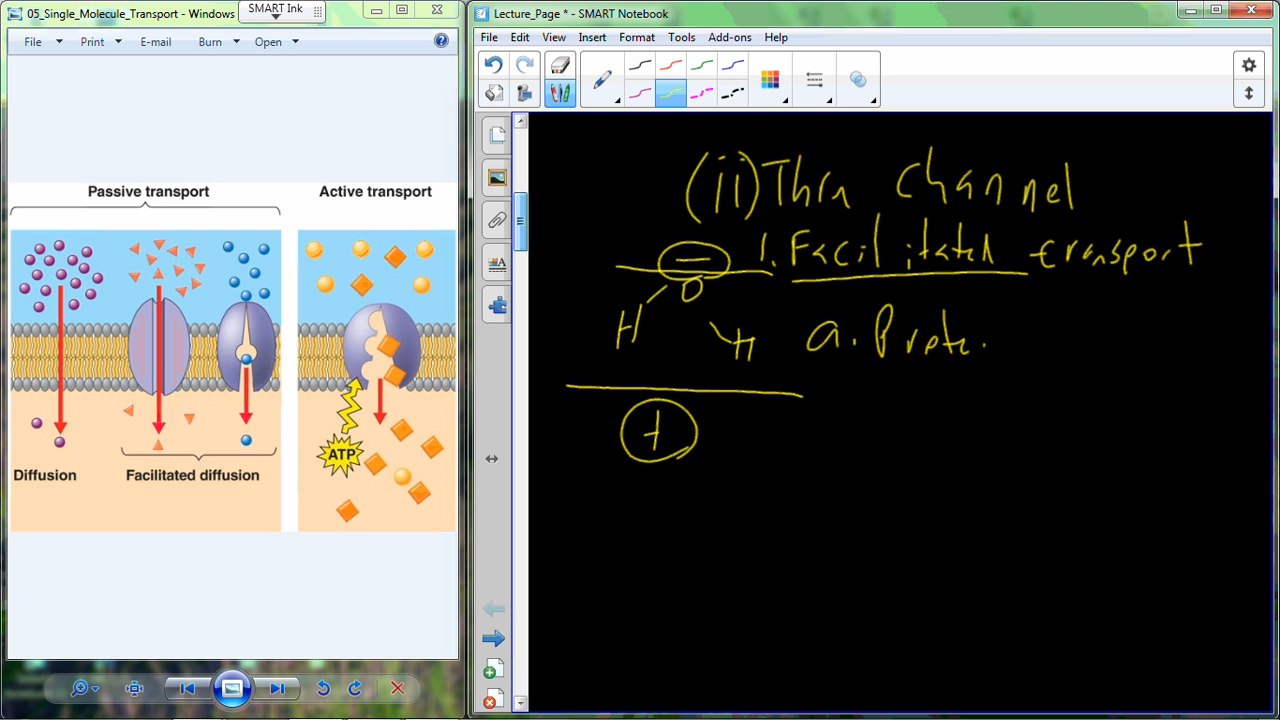 05_Single_Molecule_Transport - Windows
SMART Ink
File Print E-mail Burn Open
Passive transport
Active transport
ATP
Diffusion
Facilitated diffusion
Lecture_Page * - SMART Notebook
File Edit View Insert Format Tools Add-ons Help
(ii) Thru Channel
1. Facilitated transport
−
O
H H
a. Prote.
+